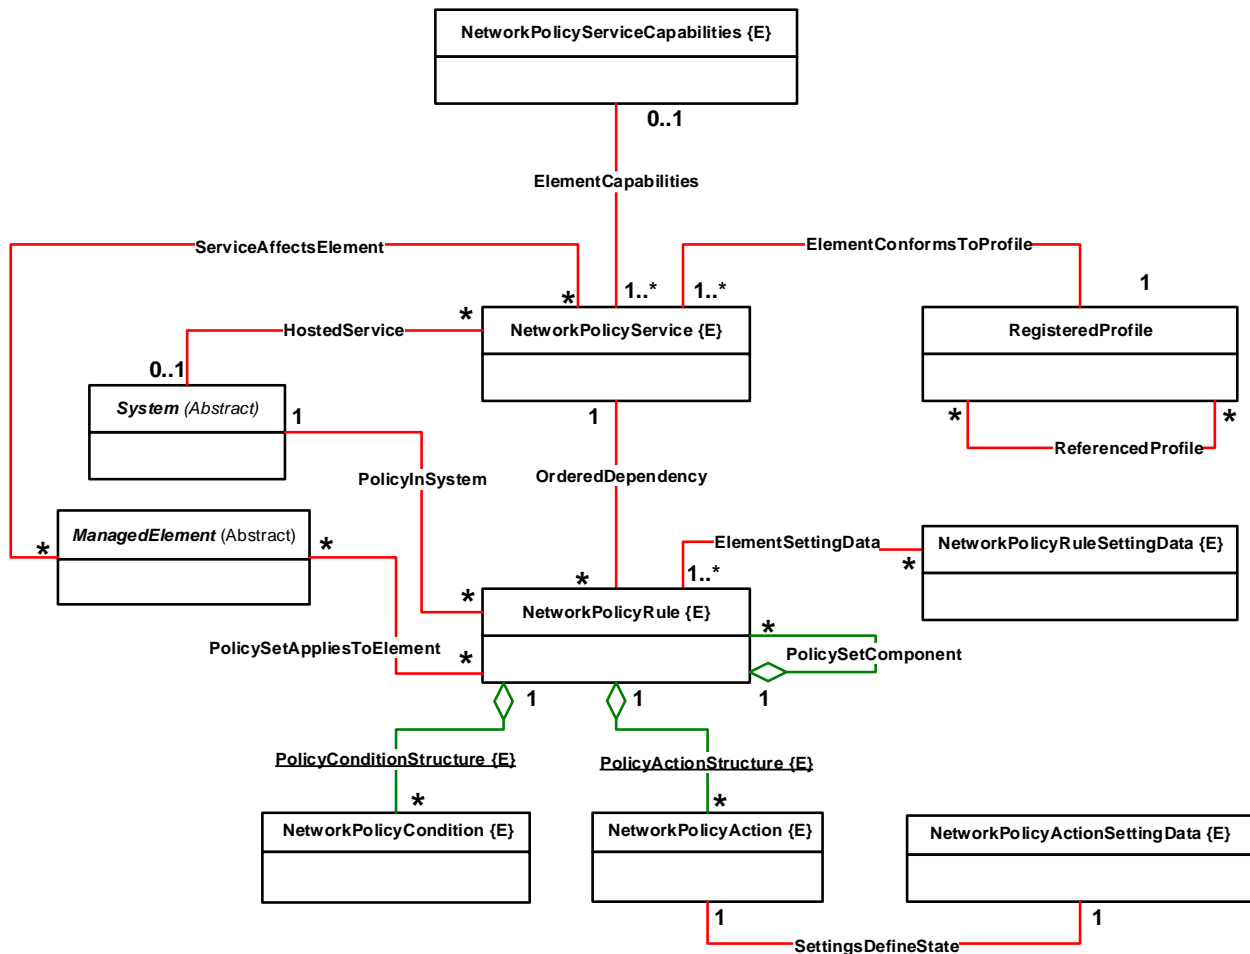 NetworkPolicyServiceCapabilities {E}
0..1
ElementCapabilities
ServiceAffectsElement
ElementConformsToProfile
*
1..*
1..*
1
HostedService
*
NetworkPolicyService {E}
RegisteredProfile
0..1
System (Abstract)
1
1
*
*
ReferencedProfile
PolicyInSystem
OrderedDependency
ManagedElement (Abstract)
*
*
ElementSettingData
NetworkPolicyRuleSettingData {E}
*
1..*
*
*
NetworkPolicyRule {E}
*
PolicySetAppliesToElement
*
PolicySetComponent
1
1
1
PolicyConditionStructure {E}
PolicyActionStructure {E}
*
*
NetworkPolicyCondition {E}
NetworkPolicyAction {E}
NetworkPolicyActionSettingData {E}
1
1
SettingsDefineState